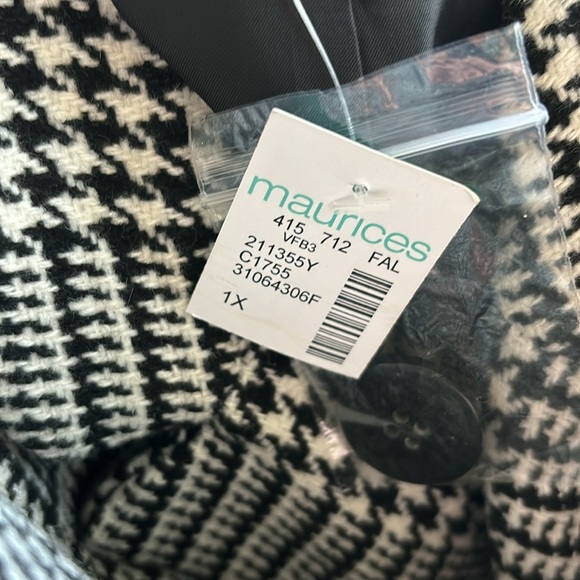 maurices
415 712 FAL
VFB3
211355Y
C1755
31064306F
1X